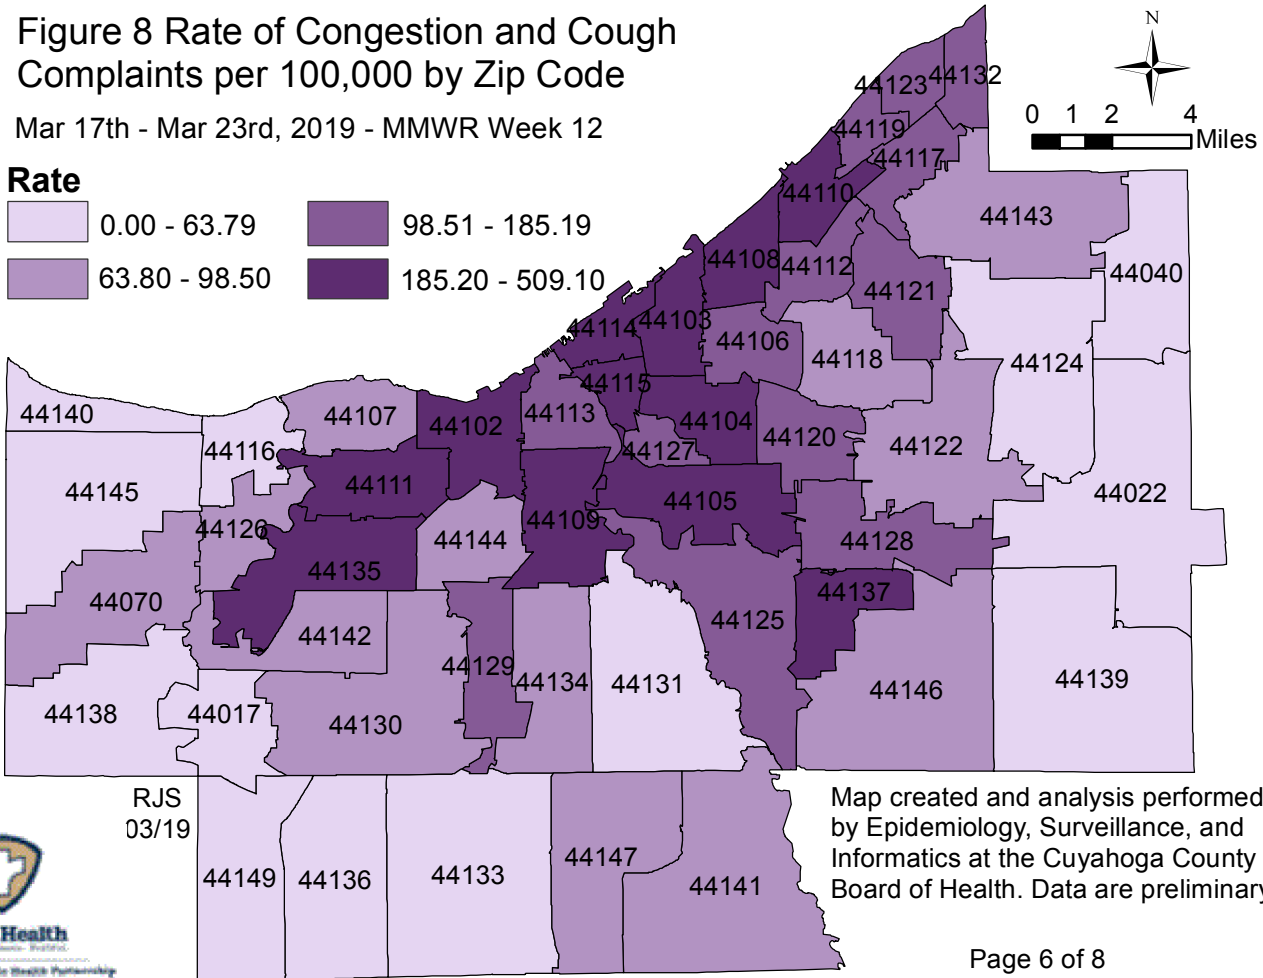 Figure 8 Rate of Congestion and Cough
Complaints per 100,000 by Zip Code
Mar 17th - Mar 23rd, 2019 - MMWR Week 12
Rate
0.00 - 63.79
98.51 - 185.19
63.80 - 98.50
185.20 - 509.10
N
0 1 2 4
Miles
44123
44132
44119
44117
44110
44143
44108
44112
44040
44121
44114
44103
44106
44118
44124
44115
44140
44107
44102
44113
44104
44120
44122
44116
44127
44145
44111
44105
44022
44109
44126
44144
44128
44135
44137
44070
44125
44142
44129
44134
44131
44146
44139
44138
44017
44130
RJS
03/19
44149
44136
44133
44147
44141
Map created and analysis performed
by Epidemiology, Surveillance, and
Informatics at the Cuyahoga County
Board of Health. Data are preliminary
Health
Page 6 of 8